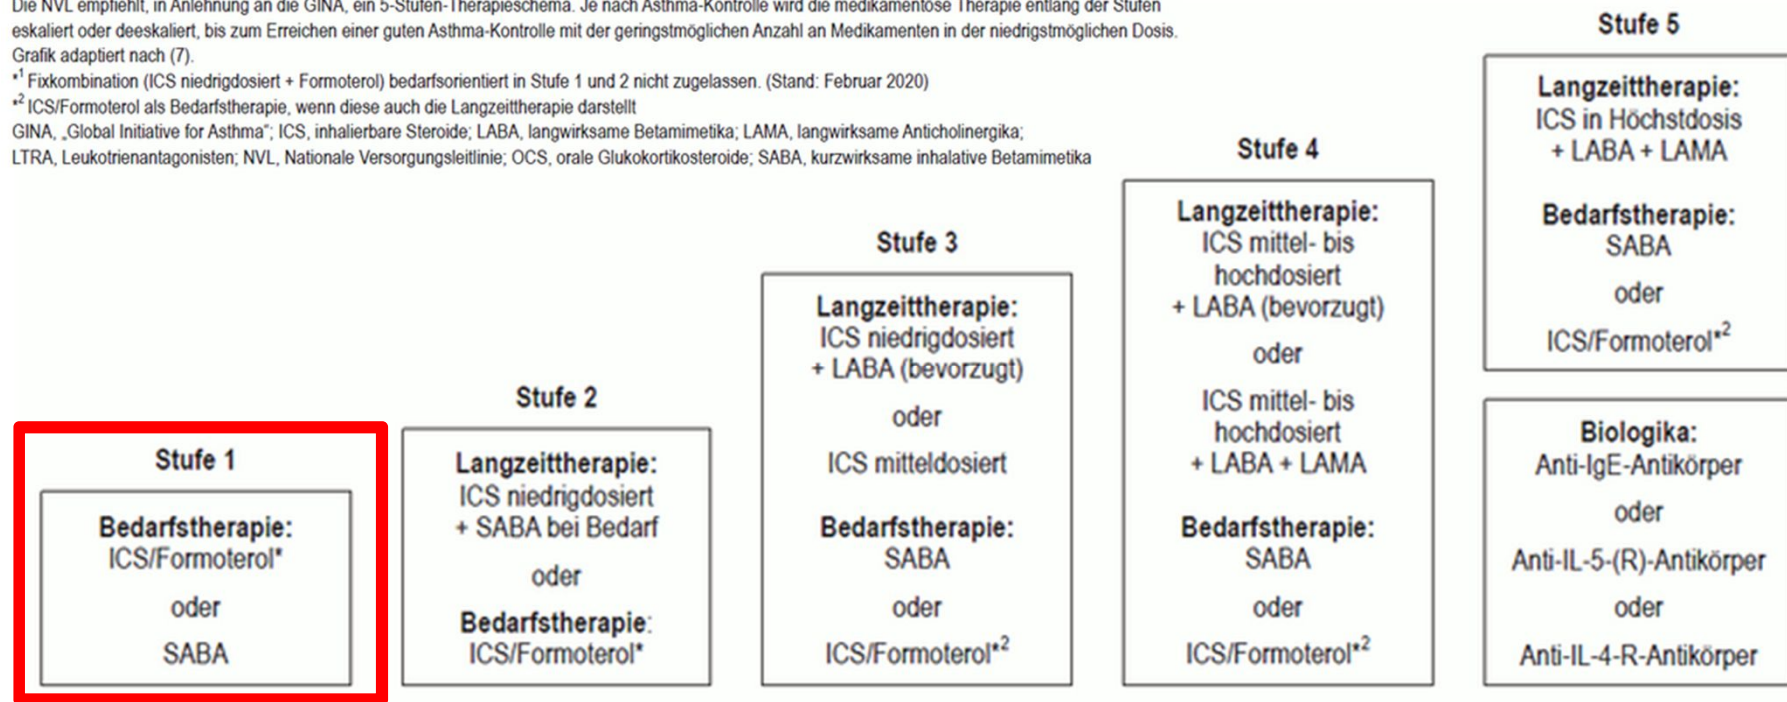 Die NVL empfiehlt, in Anlehnung an die GINA, ein 5-Stufen-Therapieschema. Je nach Asthma-Kontrolle wird die medikamentöse Therapie entlang der Stufen
eskaliert oder deeskaliert, bis zum Erreichen einer guten Asthma-Kontrolle mit der geringstmöglichen Anzahl an Medikamenten in der niedrigstmöglichen Dosis.
Grafik adaptiert nach (7).
*¹ Fixkombination (ICS niedrigdosiert + Formoterol) bedarfsorientiert in Stufe 1 und 2 nicht zugelassen. (Stand: Februar 2020)
*² ICS/Formoterol als Bedarfstherapie, wenn diese auch die Langzeittherapie darstellt
GINA, „Global Initiative for Asthma“; ICS, inhalierbare Steroide; LABA, langwirksame Betamimetika; LAMA, langwirksame Anticholinergika;
LTRA, Leukotrienantagonisten; NVL, Nationale Versorgungsleitlinie; OCS, orale Glukokortikosteroide; SABA, kurzwirksame inhalative Betamimetika
Stufe 1
Bedarfstherapie:
ICS/Formoterol*
oder
SABA
Stufe 2
Langzeittherapie:
ICS niedrigdosiert
+ SABA bei Bedarf
oder
Bedarfstherapie:
ICS/Formoterol*
Stufe 3
Langzeittherapie:
ICS niedrigdosiert
+ LABA (bevorzugt)
oder
ICS mitteldosiert
Bedarfstherapie:
SABA
oder
ICS/Formoterol*²
Stufe 4
Langzeittherapie:
ICS mittel- bis
hochdosiert
+ LABA (bevorzugt)
oder
ICS mittel- bis
hochdosiert
+ LABA + LAMA
Bedarfstherapie:
SABA
oder
ICS/Formoterol*²
Stufe 5
Langzeittherapie:
ICS in Höchstdosis
+ LABA + LAMA
Bedarfstherapie:
SABA
oder
ICS/Formoterol*²
Biologika:
Anti-IgE-Antikörper
oder
Anti-IL-5-(R)-Antikörper
oder
Anti-IL-4-R-Antikörper